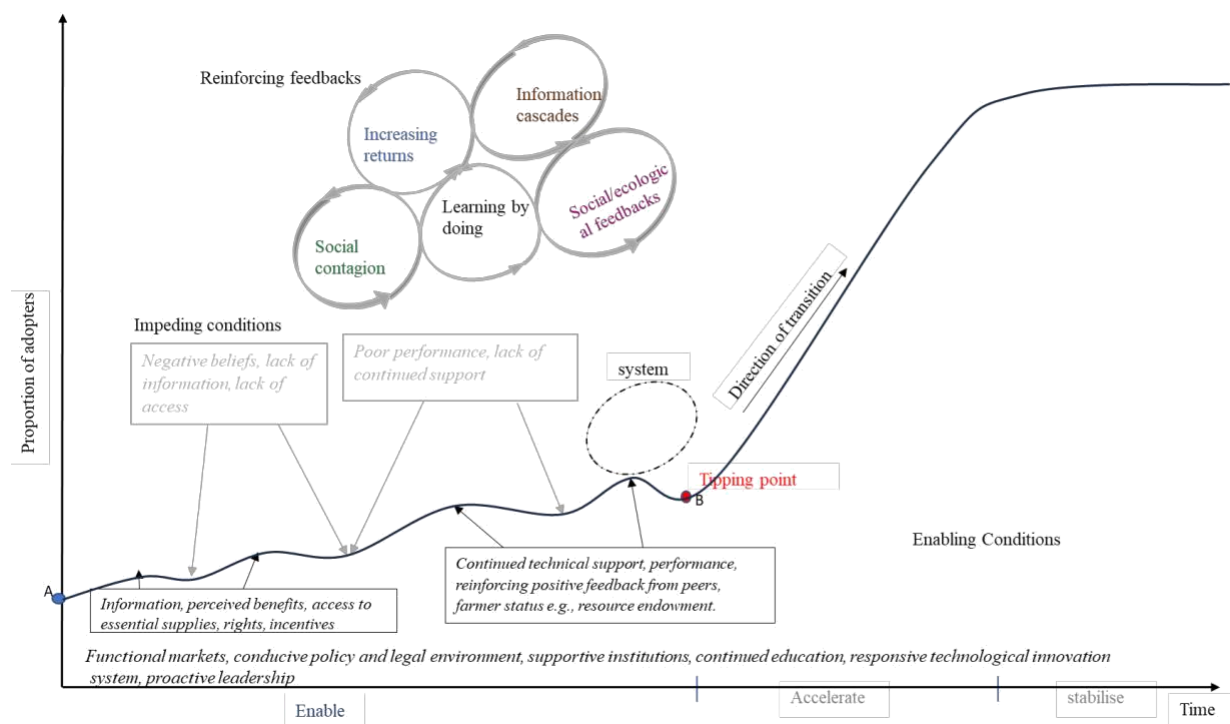 Reinforcing feedbacks
Information
cascades
Increasing
returns
Learning by
doing
Social/ecologic
al feedbacks
Social
contagion
Proportion of adopters
Impeding conditions
Negative beliefs, lack of
information, lack of
access
Poor performance, lack of
continued support
system
Direction of transition
Tipping point
B
Enabling Conditions
A
Information, perceived benefits, access to
essential supplies, rights, incentives
Continued technical support, performance,
reinforcing positive feedback from peers,
farmer status e.g., resource endowment.
Functional markets, conducive policy and legal environment, supportive institutions, continued education, responsive technological innovation
system, proactive leadership
Enable
Accelerate
stabilise
Time